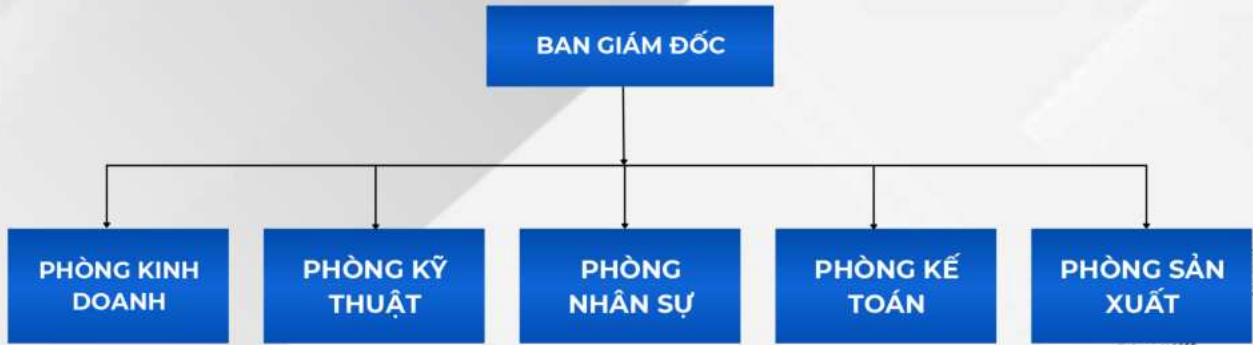 BAN GIÁM ĐỐC
PHÒNG KINH
DOANH
PHÒNG KỸ
THUẬT
PHÒNG
NHÂN SỰ
PHÒNG KẾ
TOÁN
PHÒNG SẢN
XUẤT